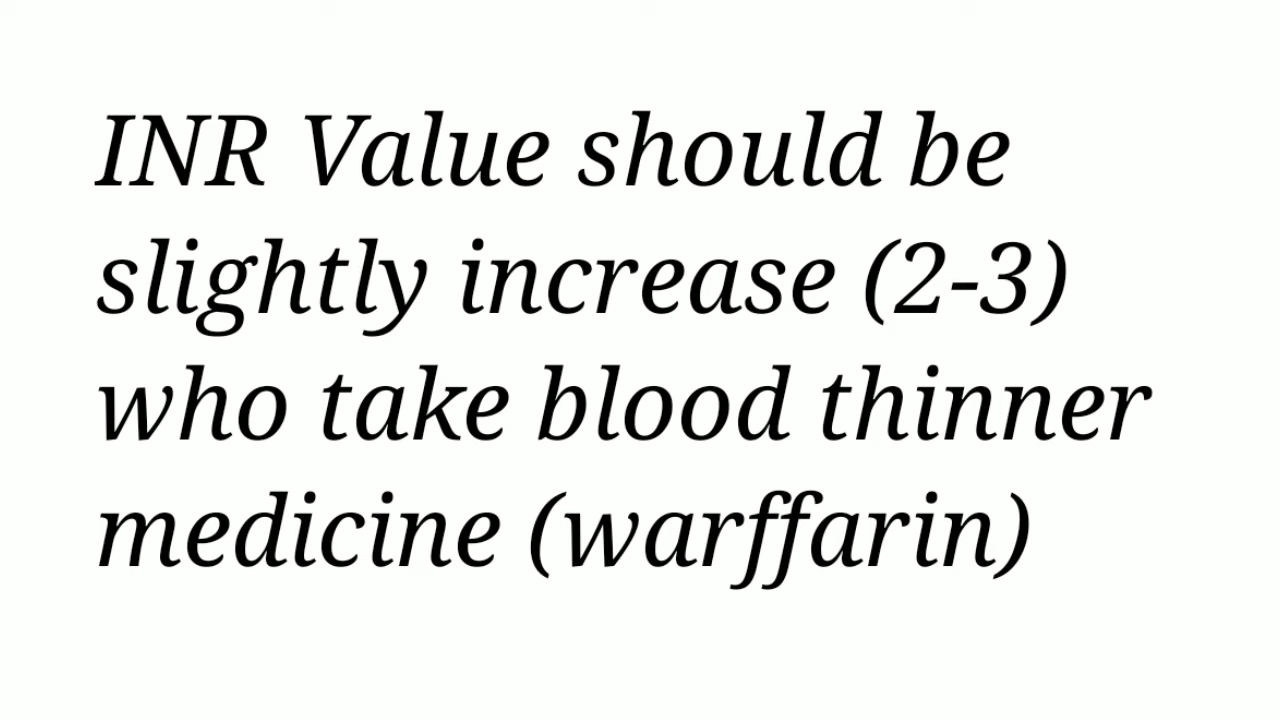 INR Value should be
slightly increase (2-3)
who take blood thinner
medicine (warffarin)